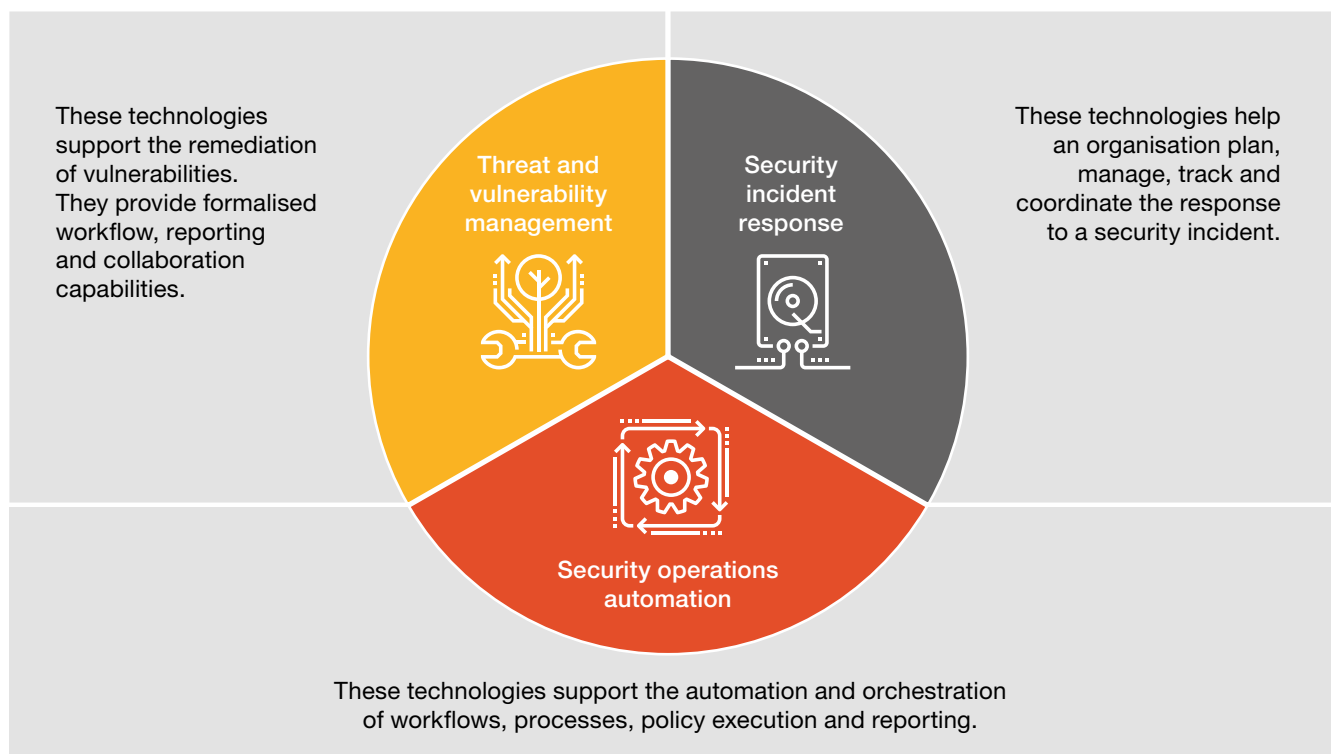 These technologies
support the remediation
of vulnerabilities.
They provide formalised
workflow, reporting
and collaboration
capabilities.
Threat and
vulnerability
management
Security
incident
response
These technologies help
an organisation plan,
manage, track and
coordinate the response
to a security incident.
Security operations
automation
These technologies support the automation and orchestration
of workflows, processes, policy execution and reporting.